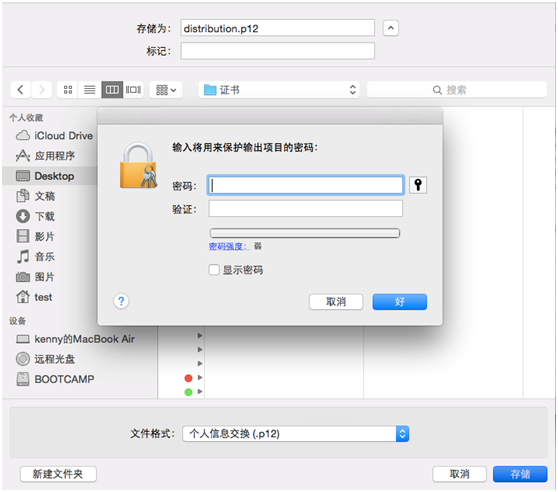 存储为： distribution.p12
标记：
证书
搜索
个人收藏
iCloud Drive
应用程序
Desktop
文稿
下载
影片
音乐
图片
test
设备
kenny的MacBook Air
远程光盘
BOOTCAMP
输入将用来保护输出项目的密码：
密码：
验证：
密码强度： 弱
显示密码
?
取消
好
文件格式： 个人信息交换 (.p12)
新建文件夹
取消
存储